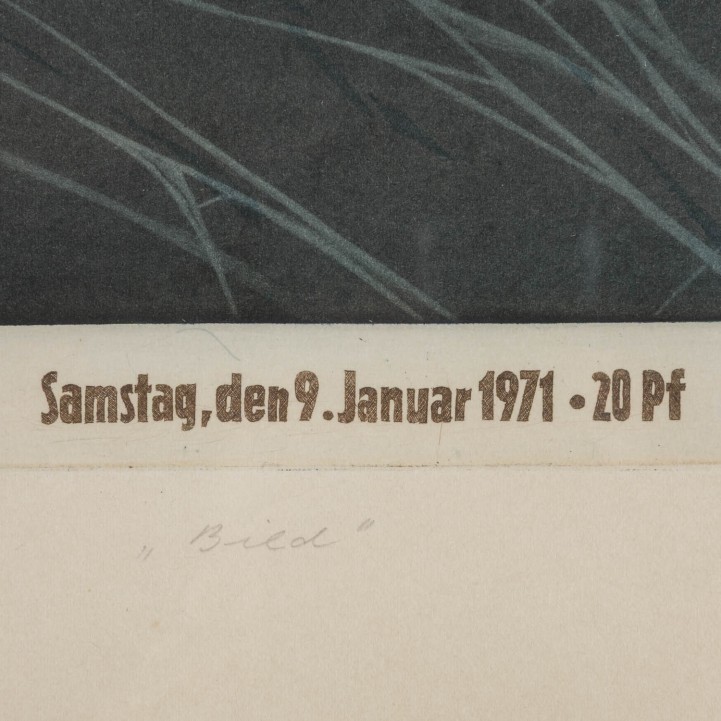 Samstag, den 9. Januar 1971 • 20 Pf
„Bild"